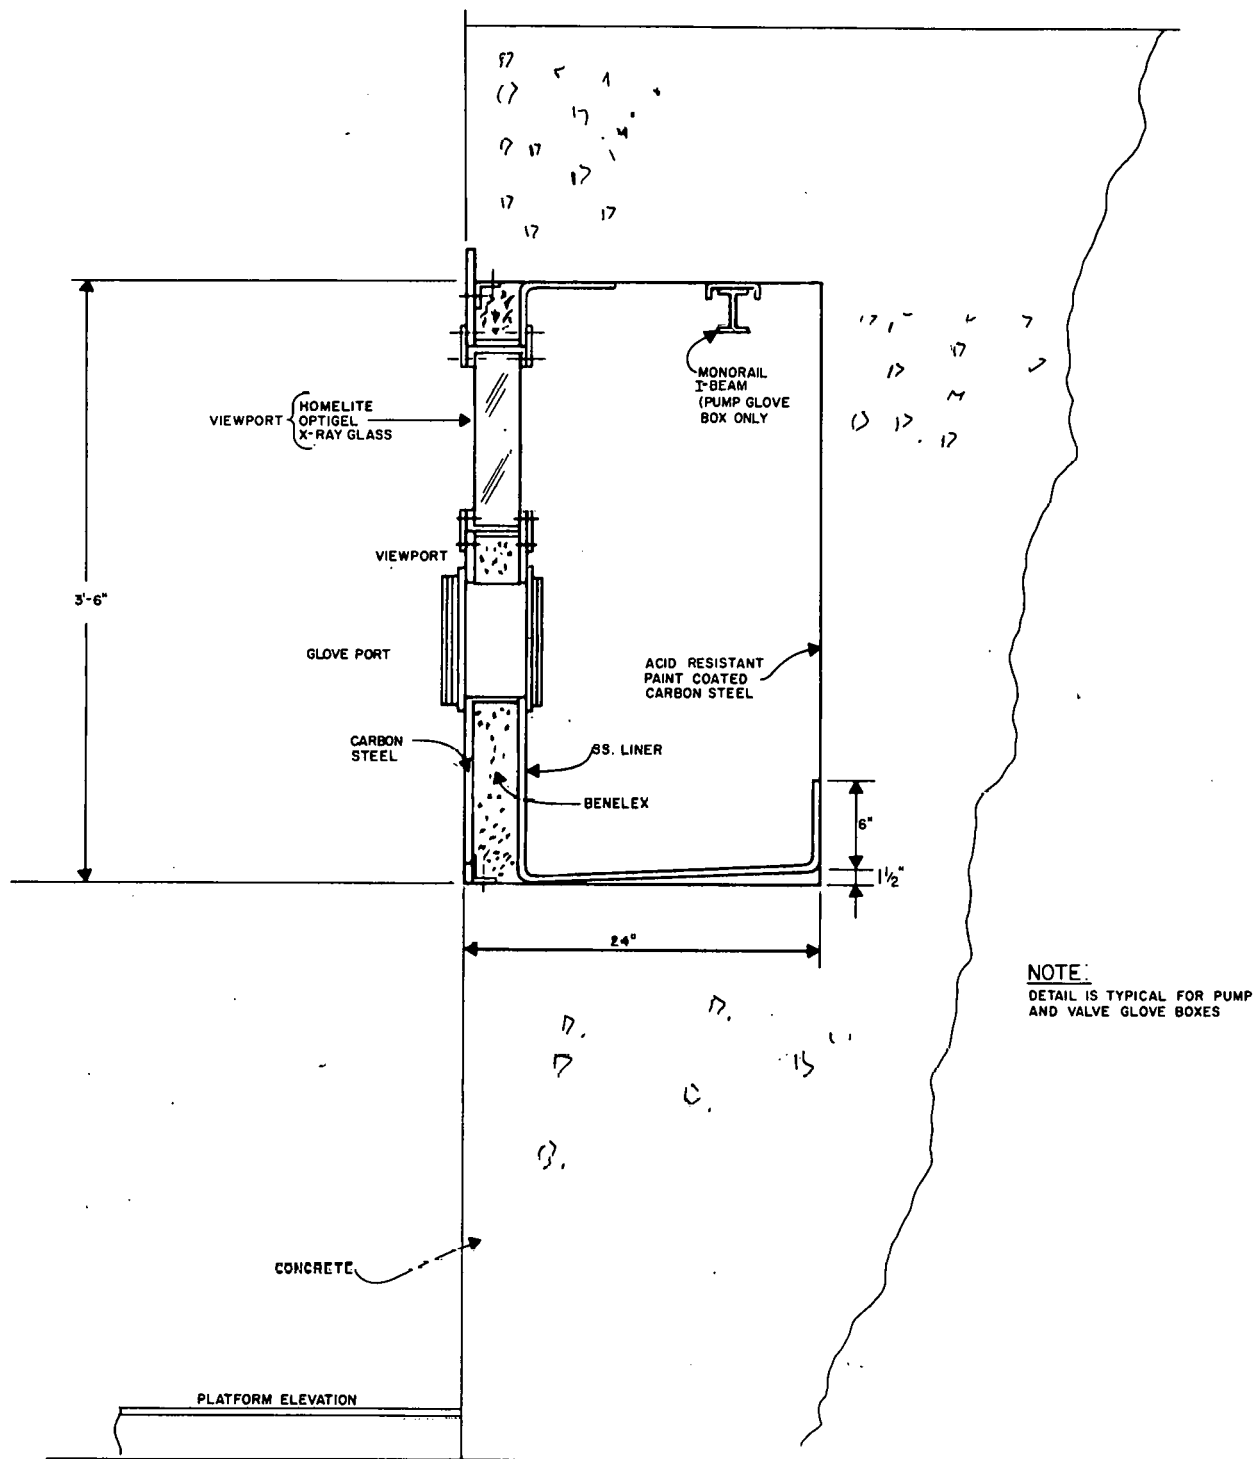 MONORAIL
I-BEAM
(PUMP GLOVE
BOX ONLY
VIEWPORT
HOMELITE
OPTIGEL
X-RAY GLASS
VIEWPORT
3'-6"
GLOVE PORT
ACID RESISTANT
PAINT COATED
CARBON STEEL
CARBON
STEEL
SS. LINER
BENELEX
6"
1 1/2"
24"
NOTE:
DETAIL IS TYPICAL FOR PUMP
AND VALVE GLOVE BOXES
CONCRETE
PLATFORM ELEVATION